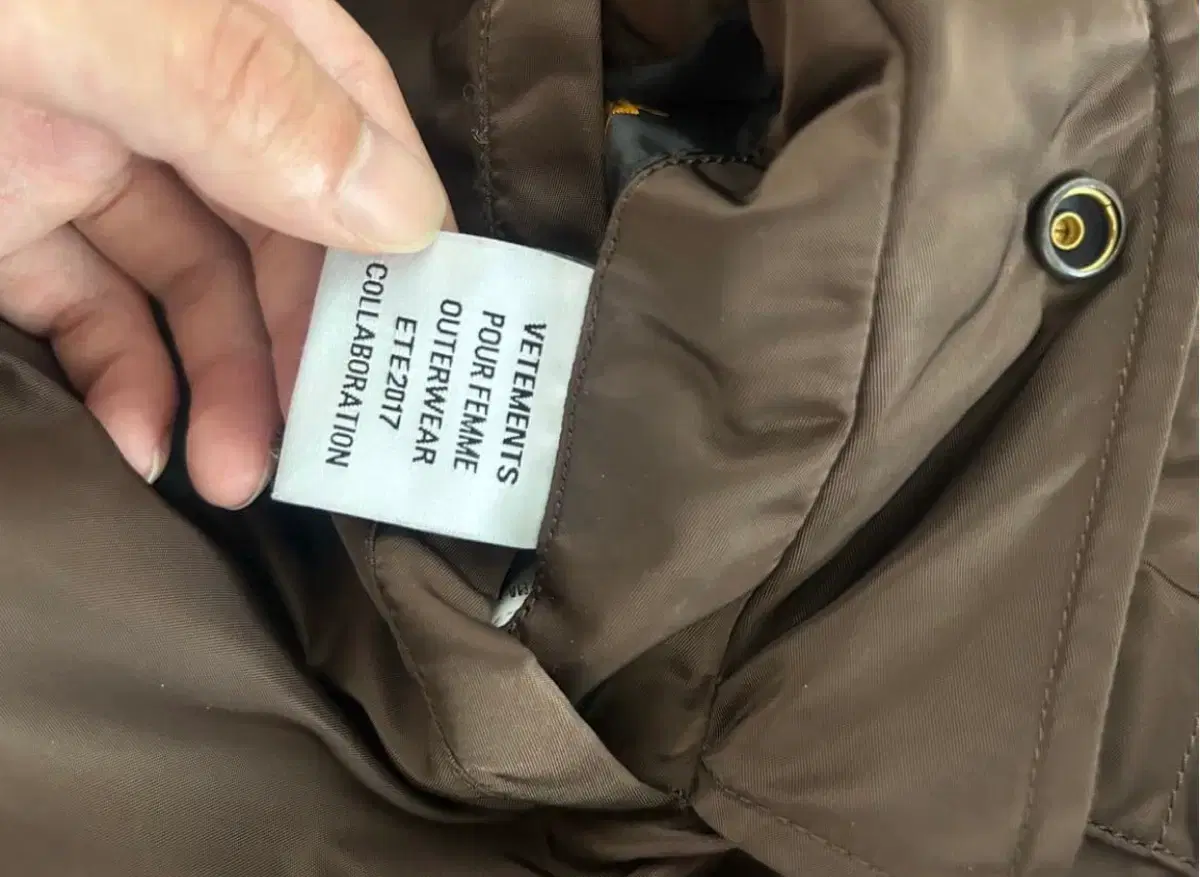 VETEMENTS
POUR FEMME
OUTERWEAR
ETE2017
COLLABORATION